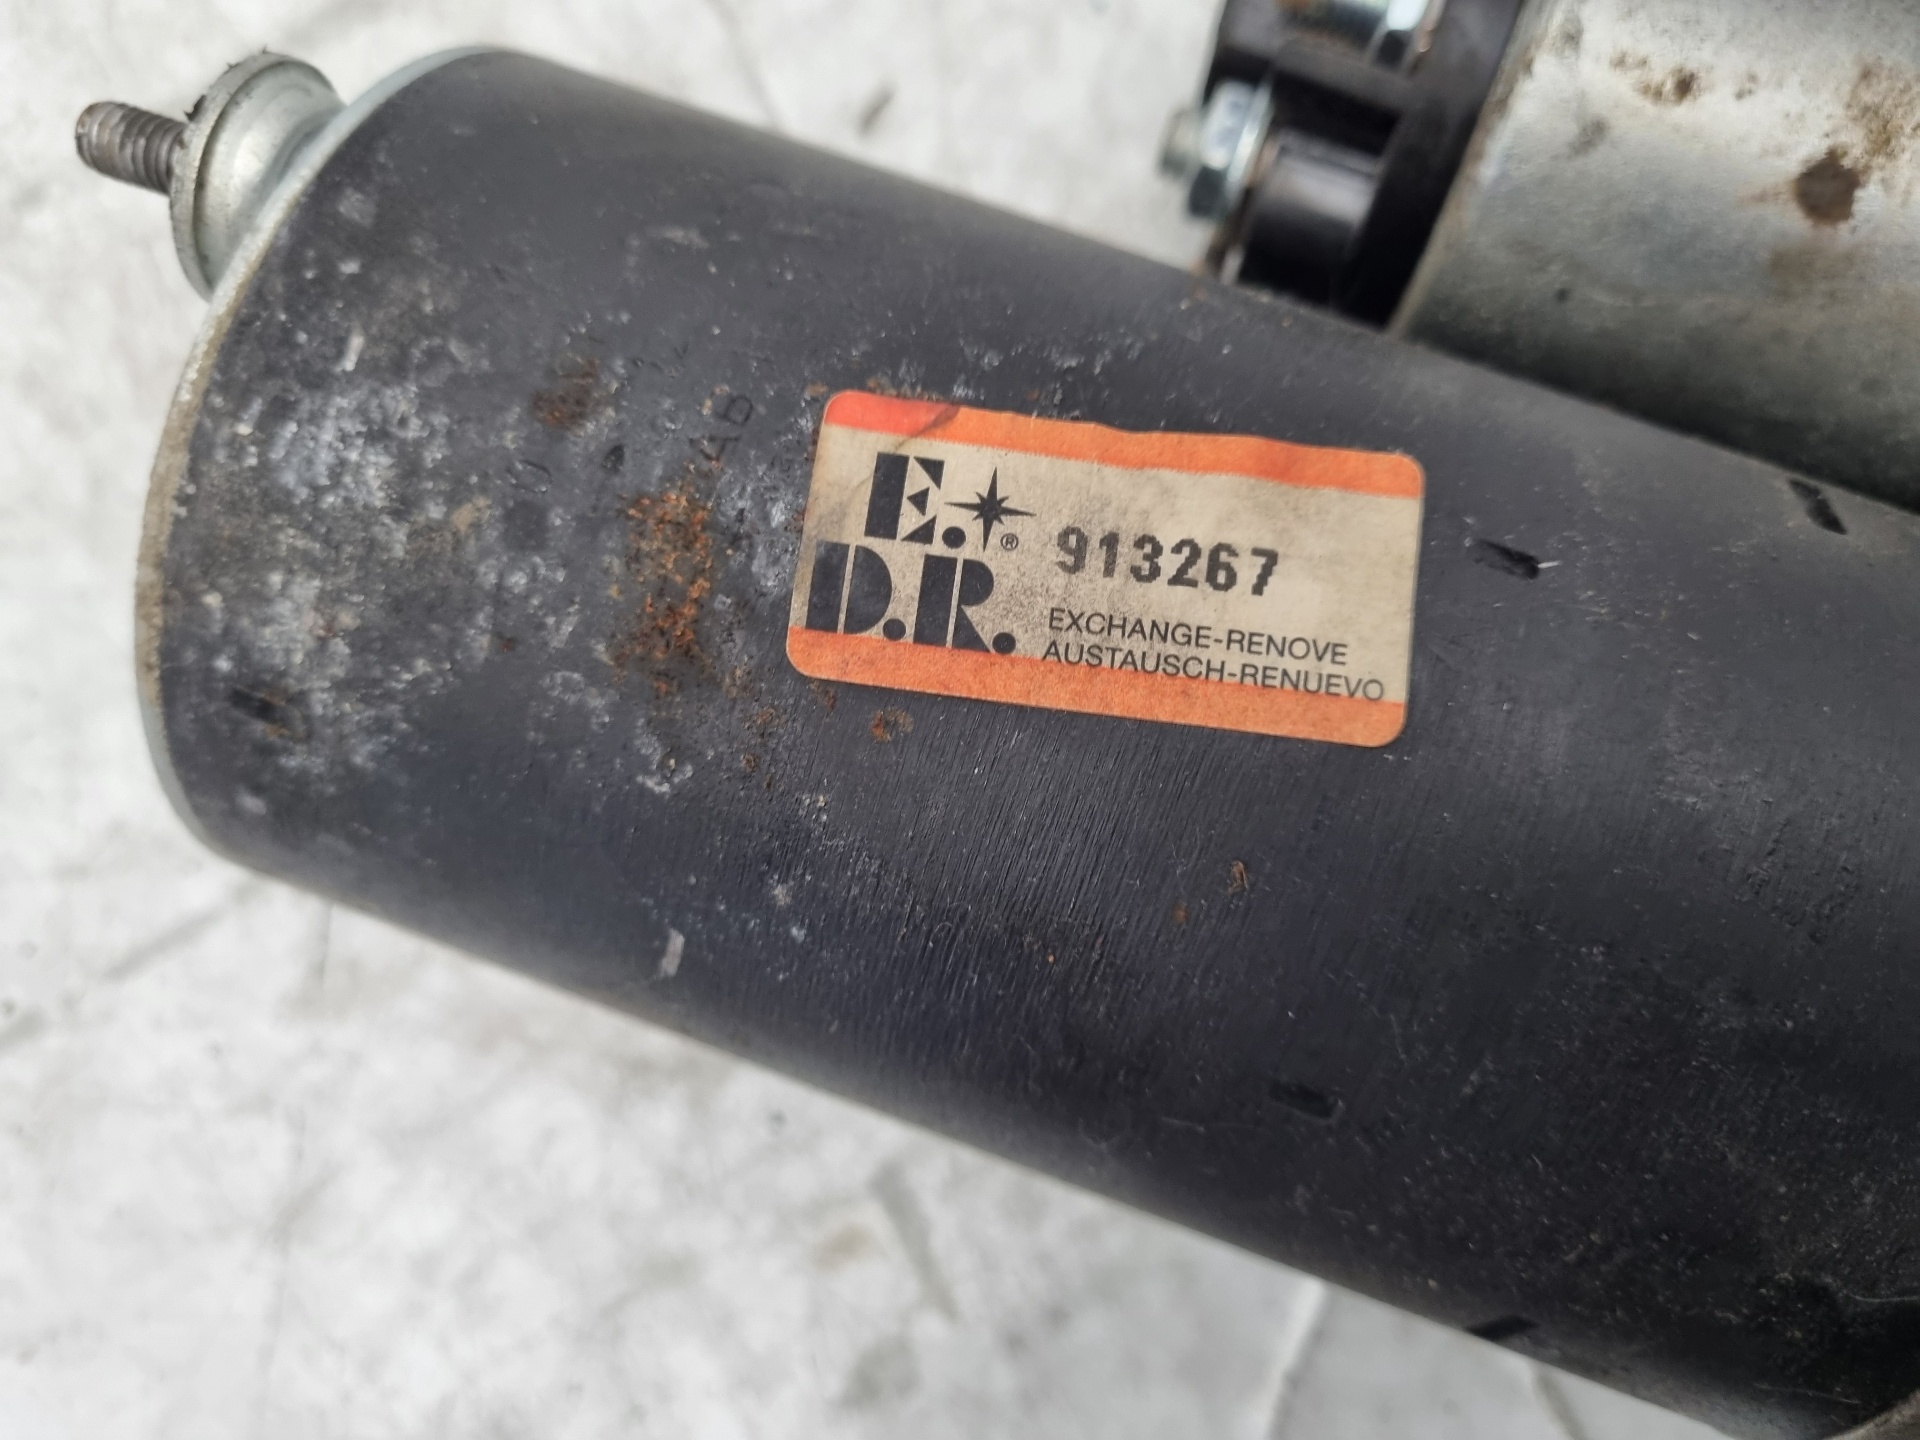 E.® 913267
D.R.
EXCHANGE-RENOVE
AUSTAUSCH-RENUEVO